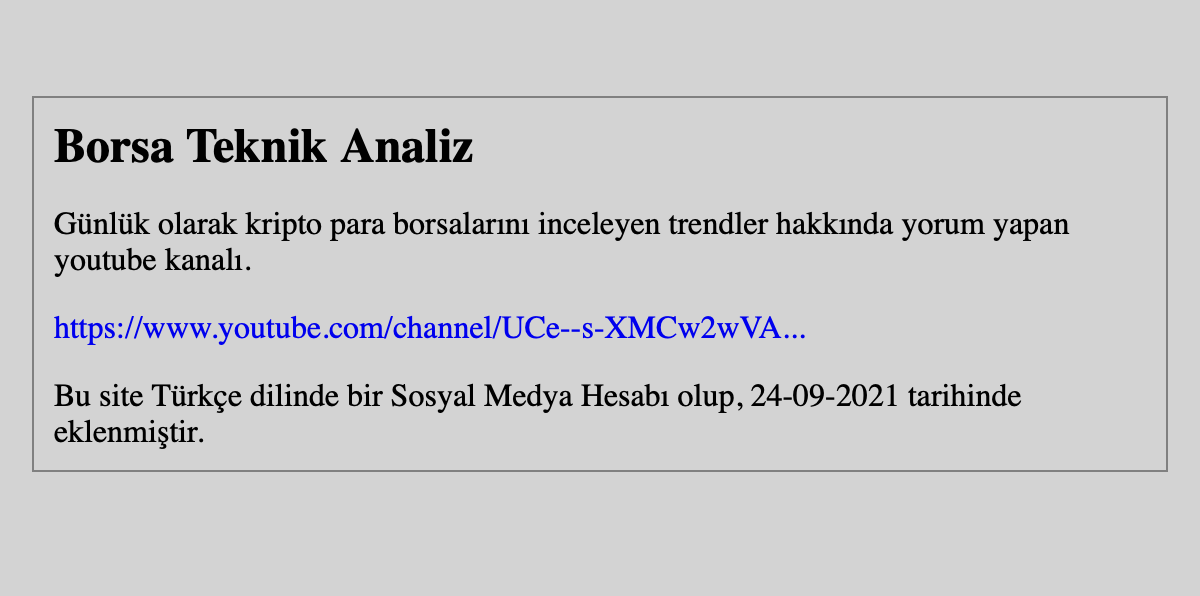 Borsa Teknik Analiz
Günlük olarak kripto para borsalarını inceleyen trendler hakkında yorum yapan
youtube kanalı.
https://www.youtube.com/channel/UCe--s-XMCw2wVA...
Bu site Türkçe dilinde bir Sosyal Medya Hesabı olup, 24-09-2021 tarihinde
eklenmiştir.